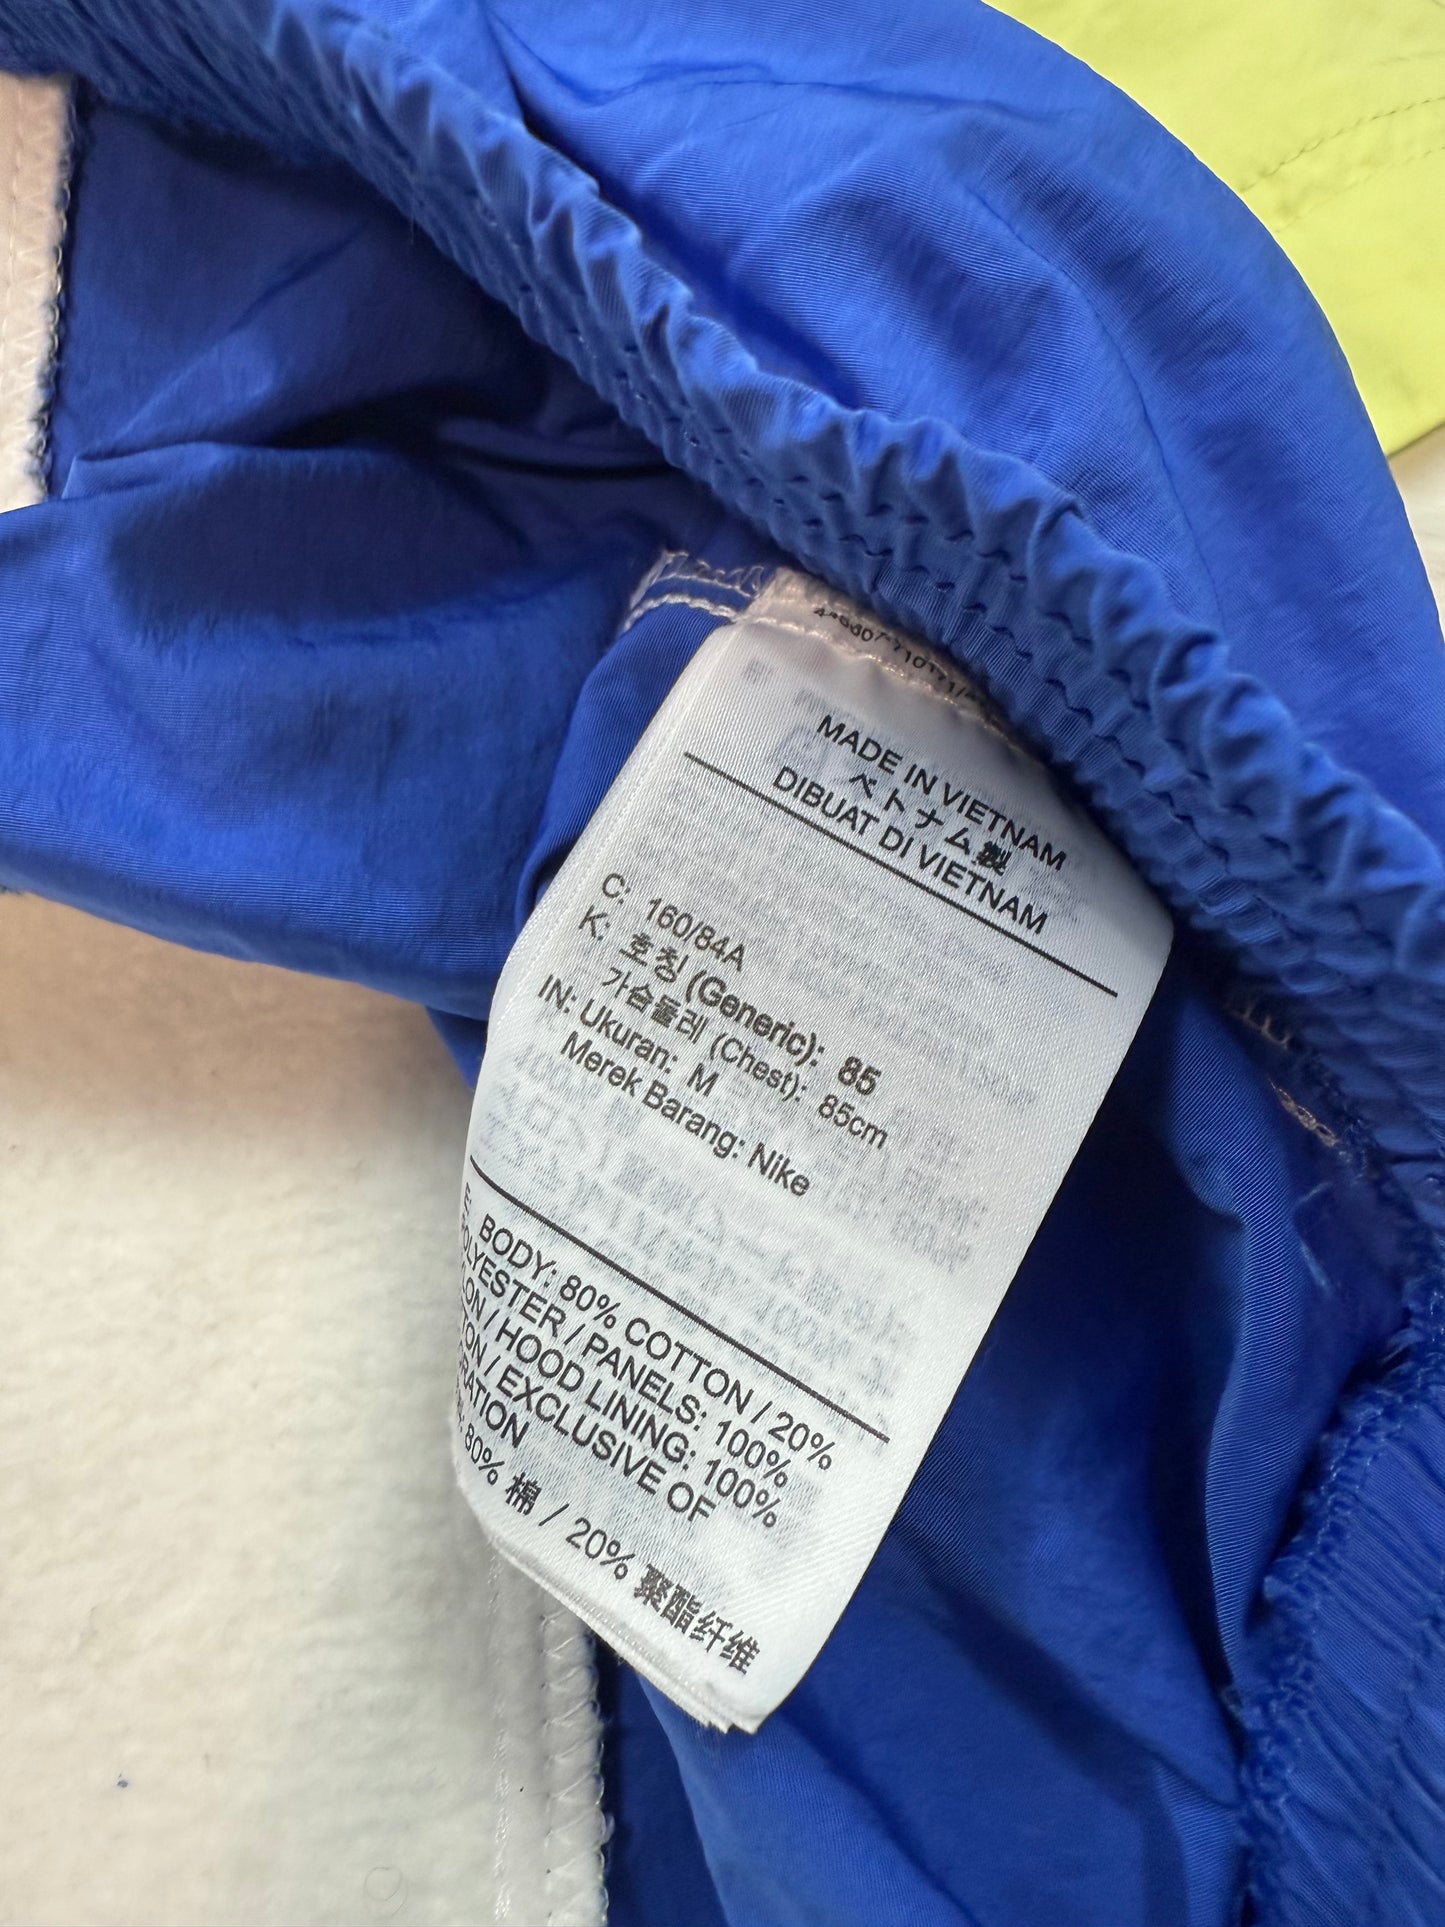 MADE IN VIETNAM
ベトナム製
DIBUAT DI VIETNAM
C: 160/84A
K: 호칭 (Generic): 85
가슴둘레 (Chest): 85cm
IN: Ukuran: M
Merek Barang: Nike
E: BODY: 80% COTTON / 20%
POLYESTER / PANELS: 100%
/ HOOD LINING: 100%
/ EXCLUSIVE OF
80% 棉 / 20% 聚酯纤维